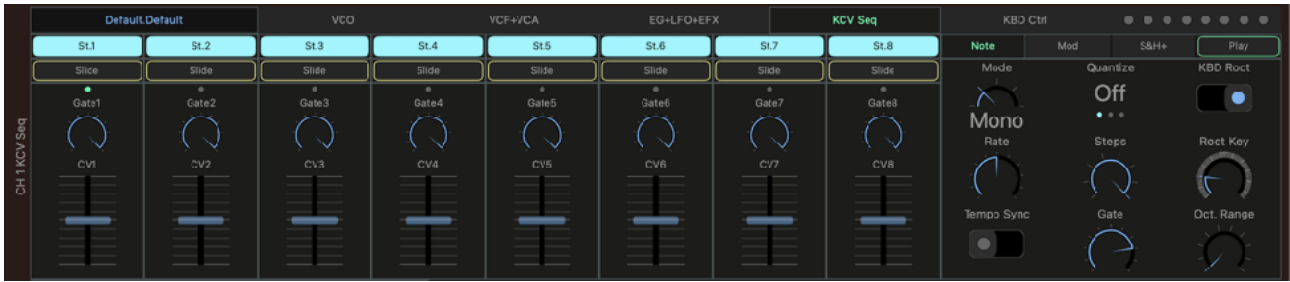 Default.Default VCO VCF+VCA EG+LFO+EFX KCV Seq KBD Ctrl
St.1 St.2 St.3 St.4 St.5 St.6 St.7 St.8 Note Mod S&H+ Play
Slide Slide Slide Slide Slide Slide Slide Slide
Mode Quantize KBD Root
Gate1 Gate2 Gate3 Gate4 Gate5 Gate6 Gate7 Gate8
Off
Mono
CH 1 KCV Seq
Rate Steps Root Key
CV1 CV2 CV3 CV4 CV5 CV6 CV7 CV8
Tempo Sync Gate Oct. Range